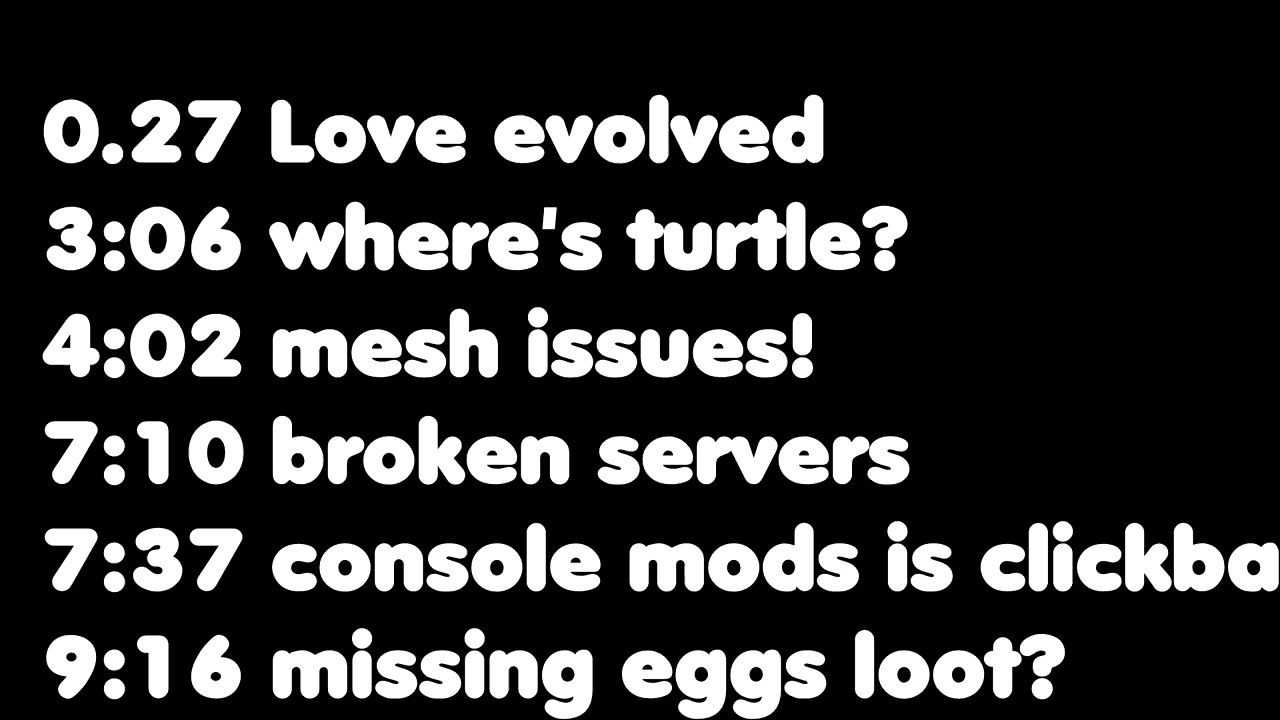 0.27 Love evolved
3:06 where's turtle?
4:02 mesh issues!
7:10 broken servers
7:37 console mods is clickba
9:16 missing eggs loot?